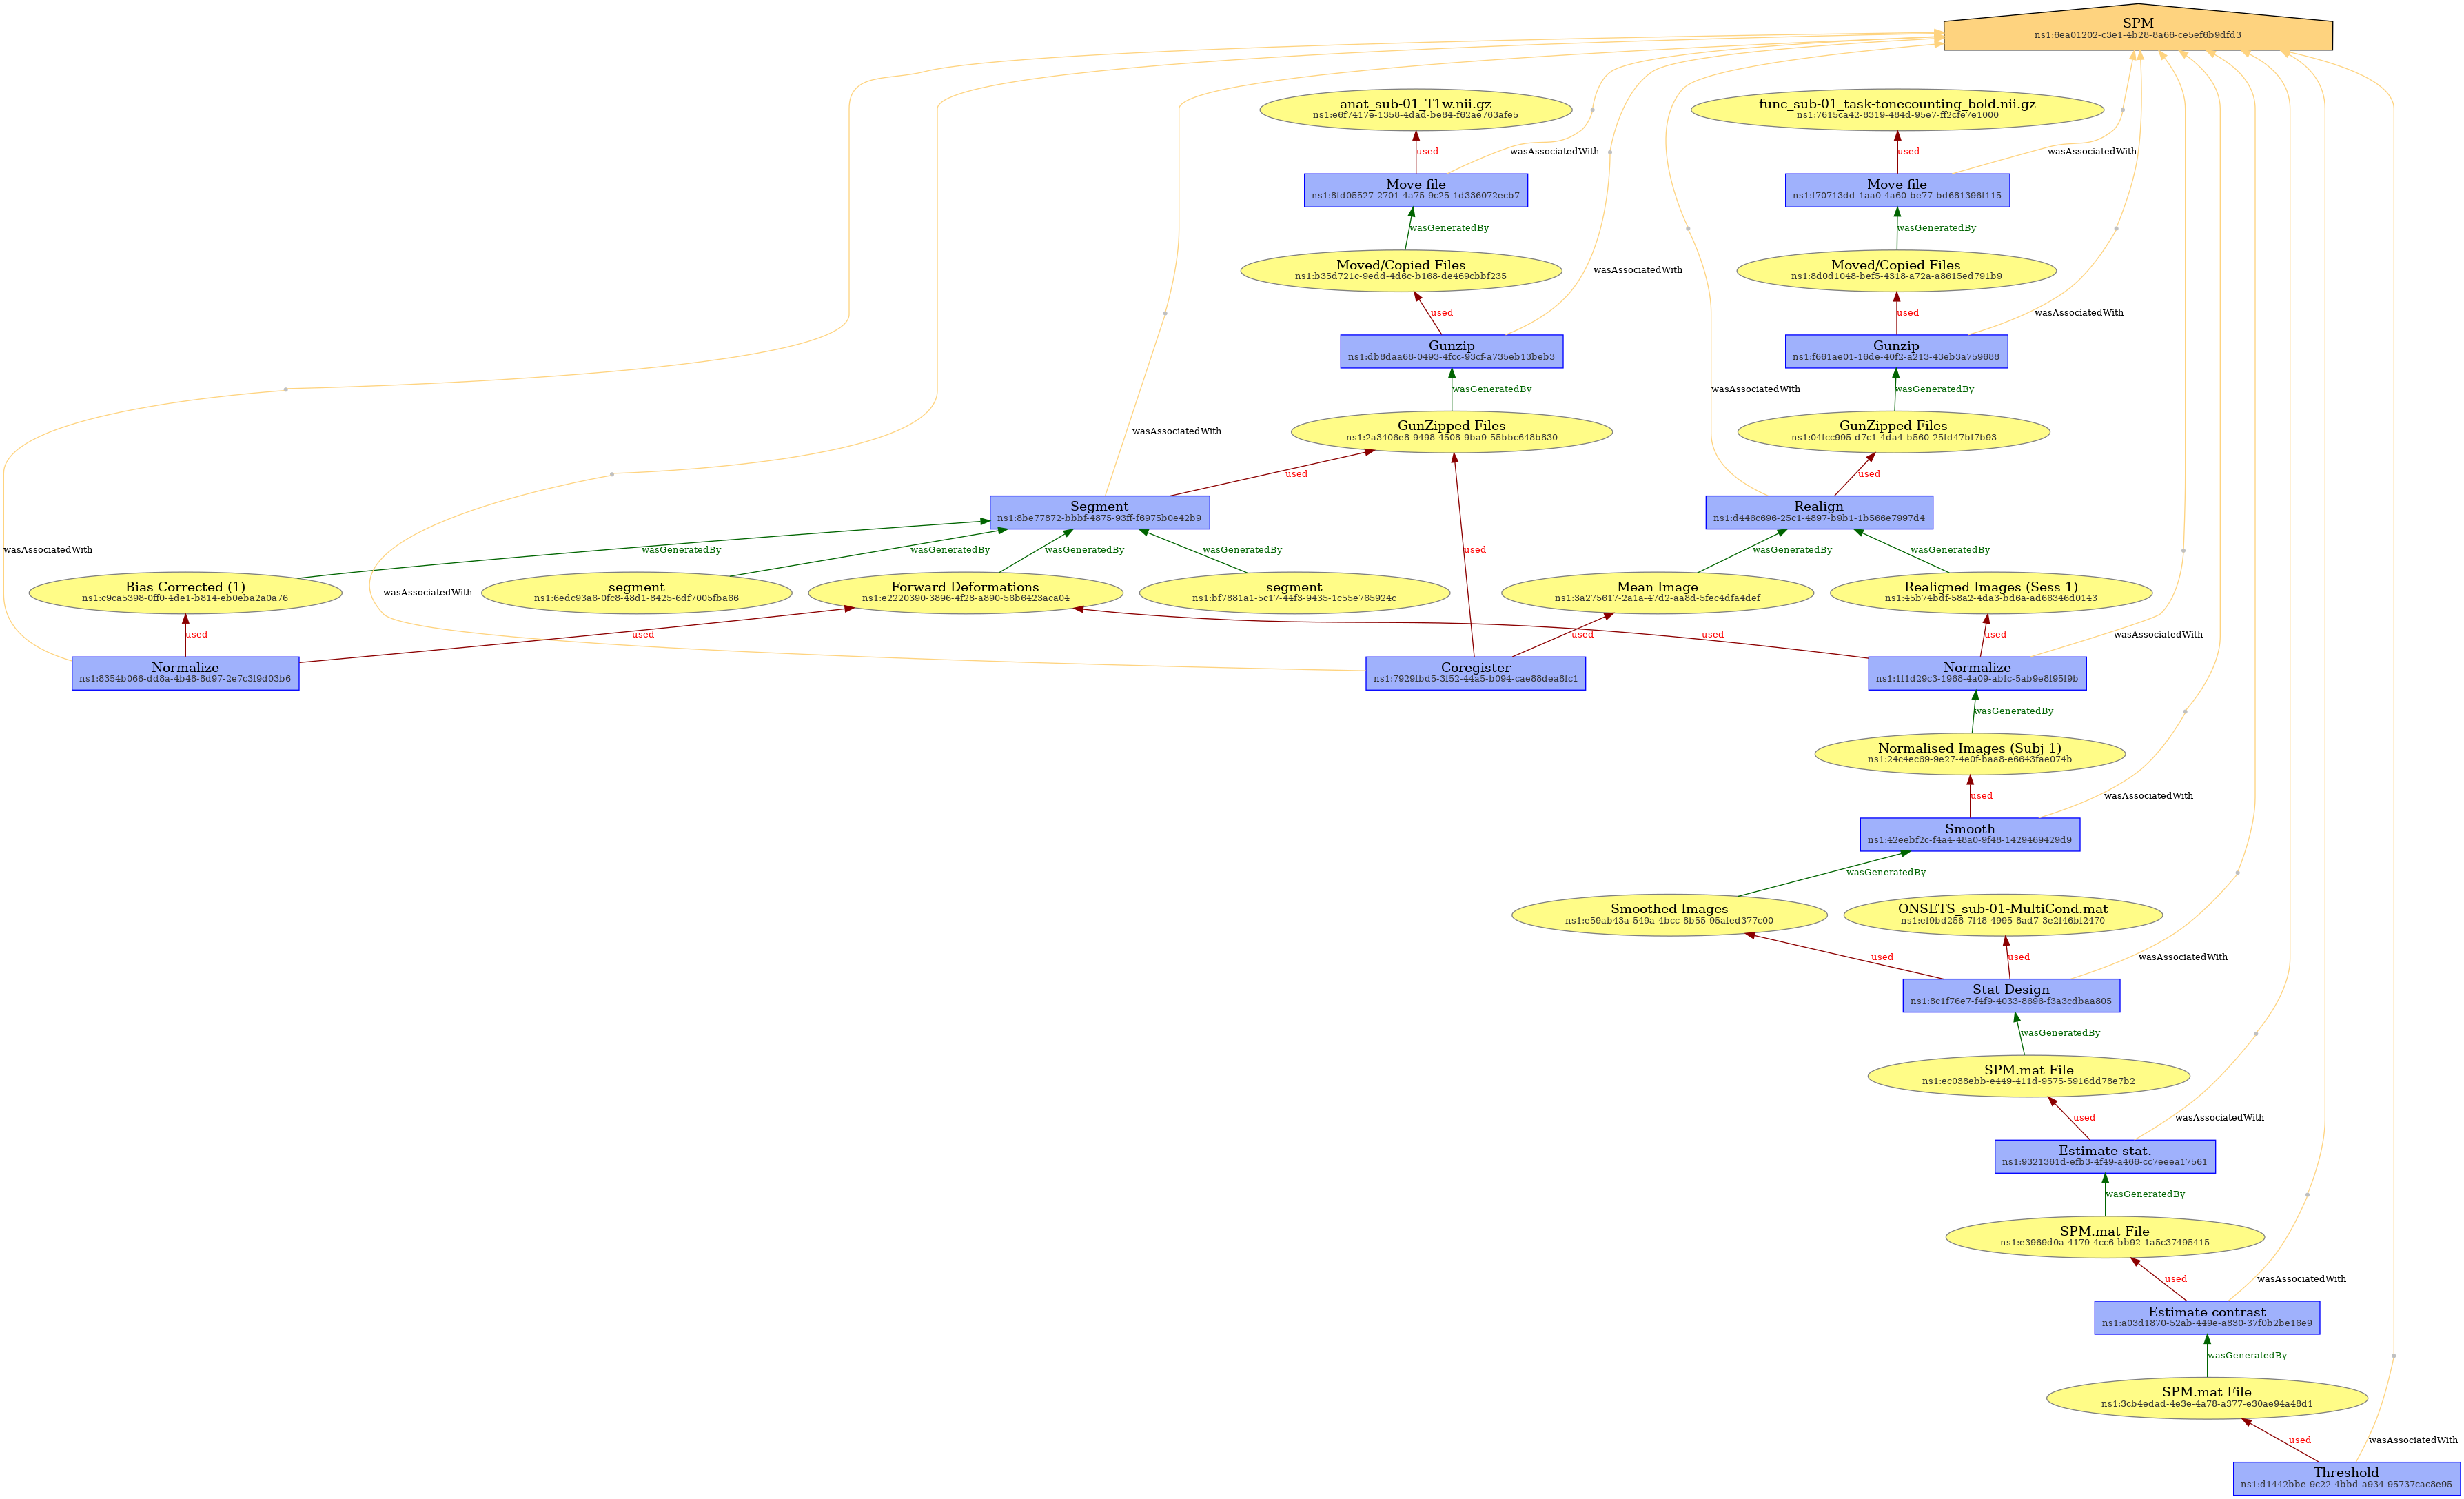 SPM
ns1:6ea01202-c3e1-4b28-8a66-ce5ef6b9dfd3
anat_sub-01_T1w.nii.gz
ns1:e6f7417e-1358-4dad-be84-f62ae763afe5
func_sub-01_task-tonecounting_bold.nii.gz
ns1:7615ca42-8319-484d-95e7-ff2cfe7e1000
used
wasAssociatedWith
used
wasAssociatedWith
Move file
ns1:8fd05527-2701-4a75-9c25-1d336072ecb7
Move file
ns1:f70713dd-1aa0-4a60-be77-bd681396f115
wasGeneratedBy
wasGeneratedBy
Moved/Copied Files
ns1:b35d721c-9edd-4d6c-b168-de469cbbf235
wasAssociatedWith
Moved/Copied Files
ns1:8d0d1048-bef5-4318-a72a-a8615ed791b9
used
used
wasAssociatedWith
Gunzip
ns1:db8daa68-0493-4fcc-93cf-a735eb13beb3
Gunzip
ns1:f661ae01-16de-40f2-a213-43eb3a759688
wasGeneratedBy
wasAssociatedWith
wasGeneratedBy
wasAssociatedWith
GunZipped Files
ns1:2a3406e8-9498-4508-9ba9-55bbc648b830
GunZipped Files
ns1:04fcc995-d7c1-4da4-b560-25fd47bf7b93
used
used
Segment
ns1:8be77872-bbbf-4875-93ff-f6975b0e42b9
Realign
ns1:d446c696-25c1-4897-b9b1-1b566e7997d4
wasAssociatedWith
wasGeneratedBy
wasGeneratedBy
wasGeneratedBy
wasGeneratedBy
used
wasGeneratedBy
wasGeneratedBy
Bias Corrected (1)
ns1:c9ca5398-0ff0-4de1-b814-eb0eba2a0a76
wasAssociatedWith
segment
ns1:6edc93a6-0fc8-48d1-8425-6df7005fba66
Forward Deformations
ns1:e2220390-3896-4f28-a890-56b6423aca04
segment
ns1:bf7881a1-5c17-44f3-9435-1c55e765924c
Mean Image
ns1:3a275617-2a1a-47d2-aa8d-5fec4dfa4def
Realigned Images (Sess 1)
ns1:45b74bdf-58a2-4da3-bd6a-ad66346d0143
used
used
used
used
used
wasAssociatedWith
Normalize
ns1:8354b066-dd8a-4b48-8d97-2e7c3f9d03b6
Coregister
ns1:7929fbd5-3f52-44a5-b094-cae88dea8fc1
Normalize
ns1:1f1d29c3-1968-4a09-abfc-5ab9e8f95f9b
wasGeneratedBy
Normalised Images (Subj 1)
ns1:24c4ec69-9e27-4e0f-baa8-e6643fae074b
used
wasAssociatedWith
Smooth
ns1:42eebf2c-f4a4-48a0-9f48-1429469429d9
wasGeneratedBy
Smoothed Images
ns1:e59ab43a-549a-4bcc-8b55-95afed377c00
ONSETS_sub-01-MultiCond.mat
ns1:ef9bd256-7f48-4995-8ad7-3e2f46bf2470
used
used
wasAssociatedWith
Stat Design
ns1:8c1f76e7-f4f9-4033-8696-f3a3cdbaa805
wasGeneratedBy
SPM.mat File
ns1:ec038ebb-e449-411d-9575-5916dd78e7b2
used
wasAssociatedWith
Estimate stat.
ns1:9321361d-efb3-4f49-a466-cc7eeea17561
wasGeneratedBy
SPM.mat File
ns1:e3969d0a-4179-4cc6-bb92-1a5c37495415
used
wasAssociatedWith
Estimate contrast
ns1:a03d1870-52ab-449e-a830-37f0b2be16e9
wasGeneratedBy
SPM.mat File
ns1:3cb4edad-4e3e-4a78-a377-e30ae94a48d1
used
wasAssociatedWith
Threshold
ns1:d1442bbe-9c22-4bbd-a934-95737cac8e95